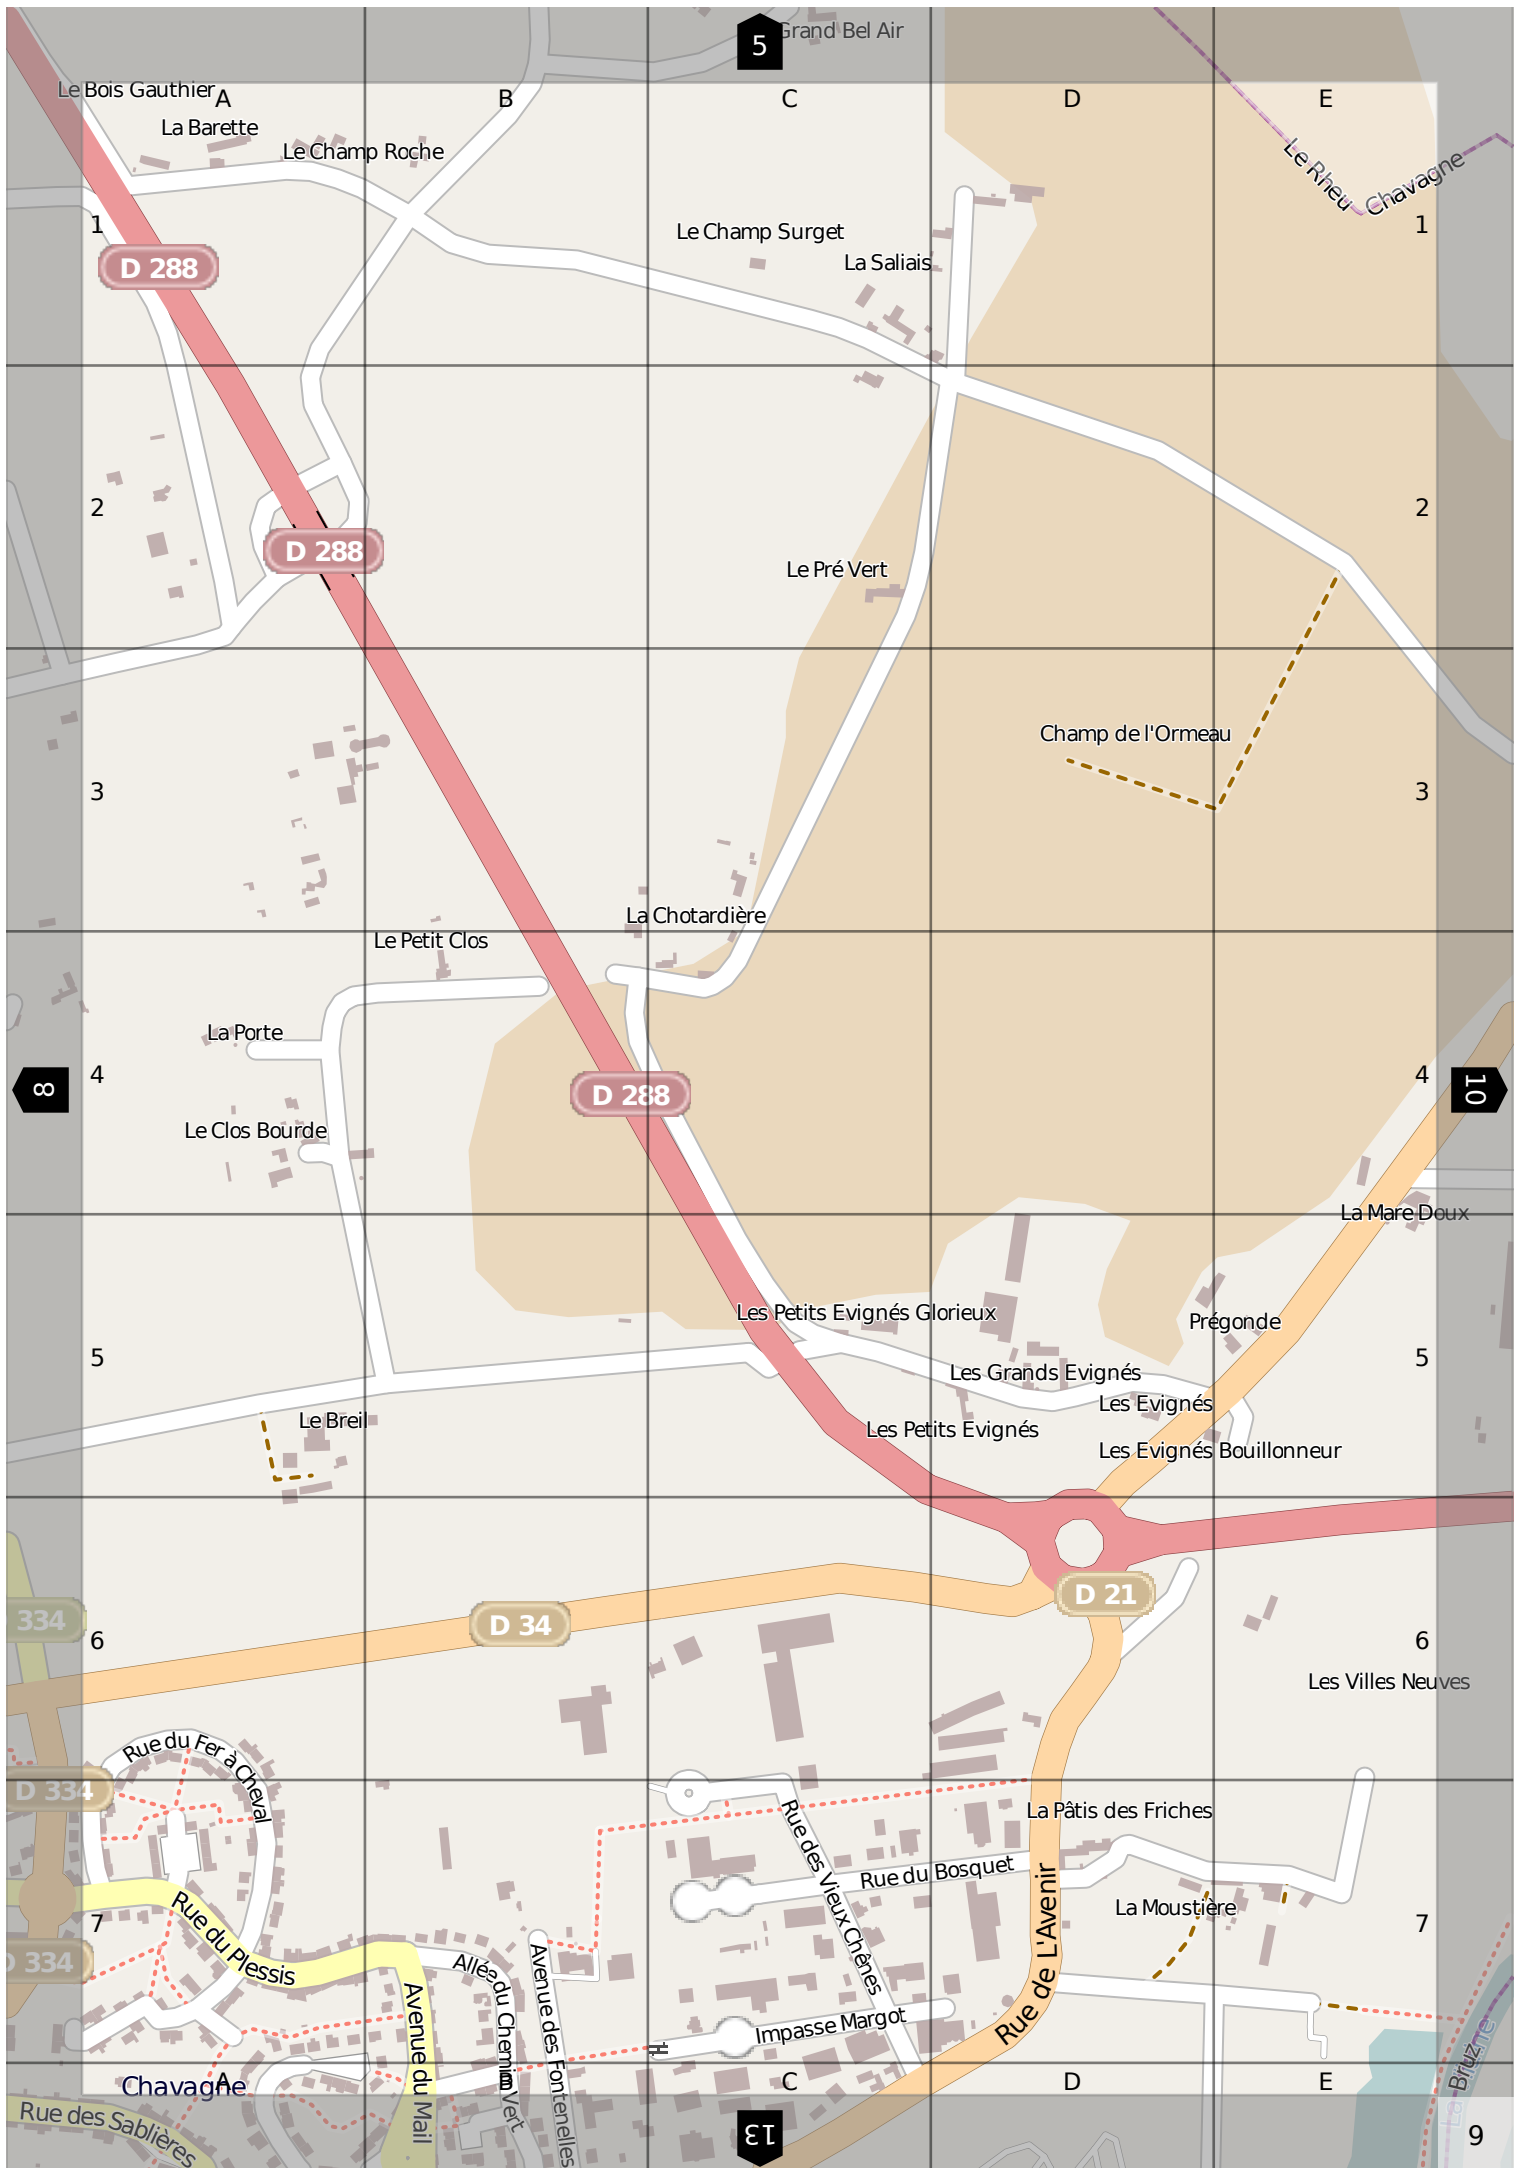 5
Grand Bel Air
Le Bois Gauthier
A
B
C
D
E
La Barette
Le Champ Roche
Le Rheu
Chavagne
1
1
Le Champ Surget
La Saliais
D 288
2
2
D 288
Le Pré Vert
Champ de l'Ormeau
3
3
La Chotardière
Le Petit Clos
La Porte
8
4
D 288
4
10
Le Clos Bourde
La Mare Doux
Les Petits Evignés Glorieux
Prégonde
5
5
Les Grands Evignés
Les Evignés
Le Breil
Les Petits Evignés
Les Evignés Bouillonneur
D 21
334
D 34
6
6
Les Villes Neuves
Rue du Fer à Cheval
D 334
La Pâtis des Friches
Rue des Vieux Chênes
Rue du Bosquet
La Moustière
7
7
Rue du Plessis
Rue de L'Avenir
D 334
Allée du Chemin Vert
Avenue du Mail
Avenue des Fontenelles
Impasse Margot
Chavagne
A
B
C
D
E
Bruz
Rue des Sablières
13
9